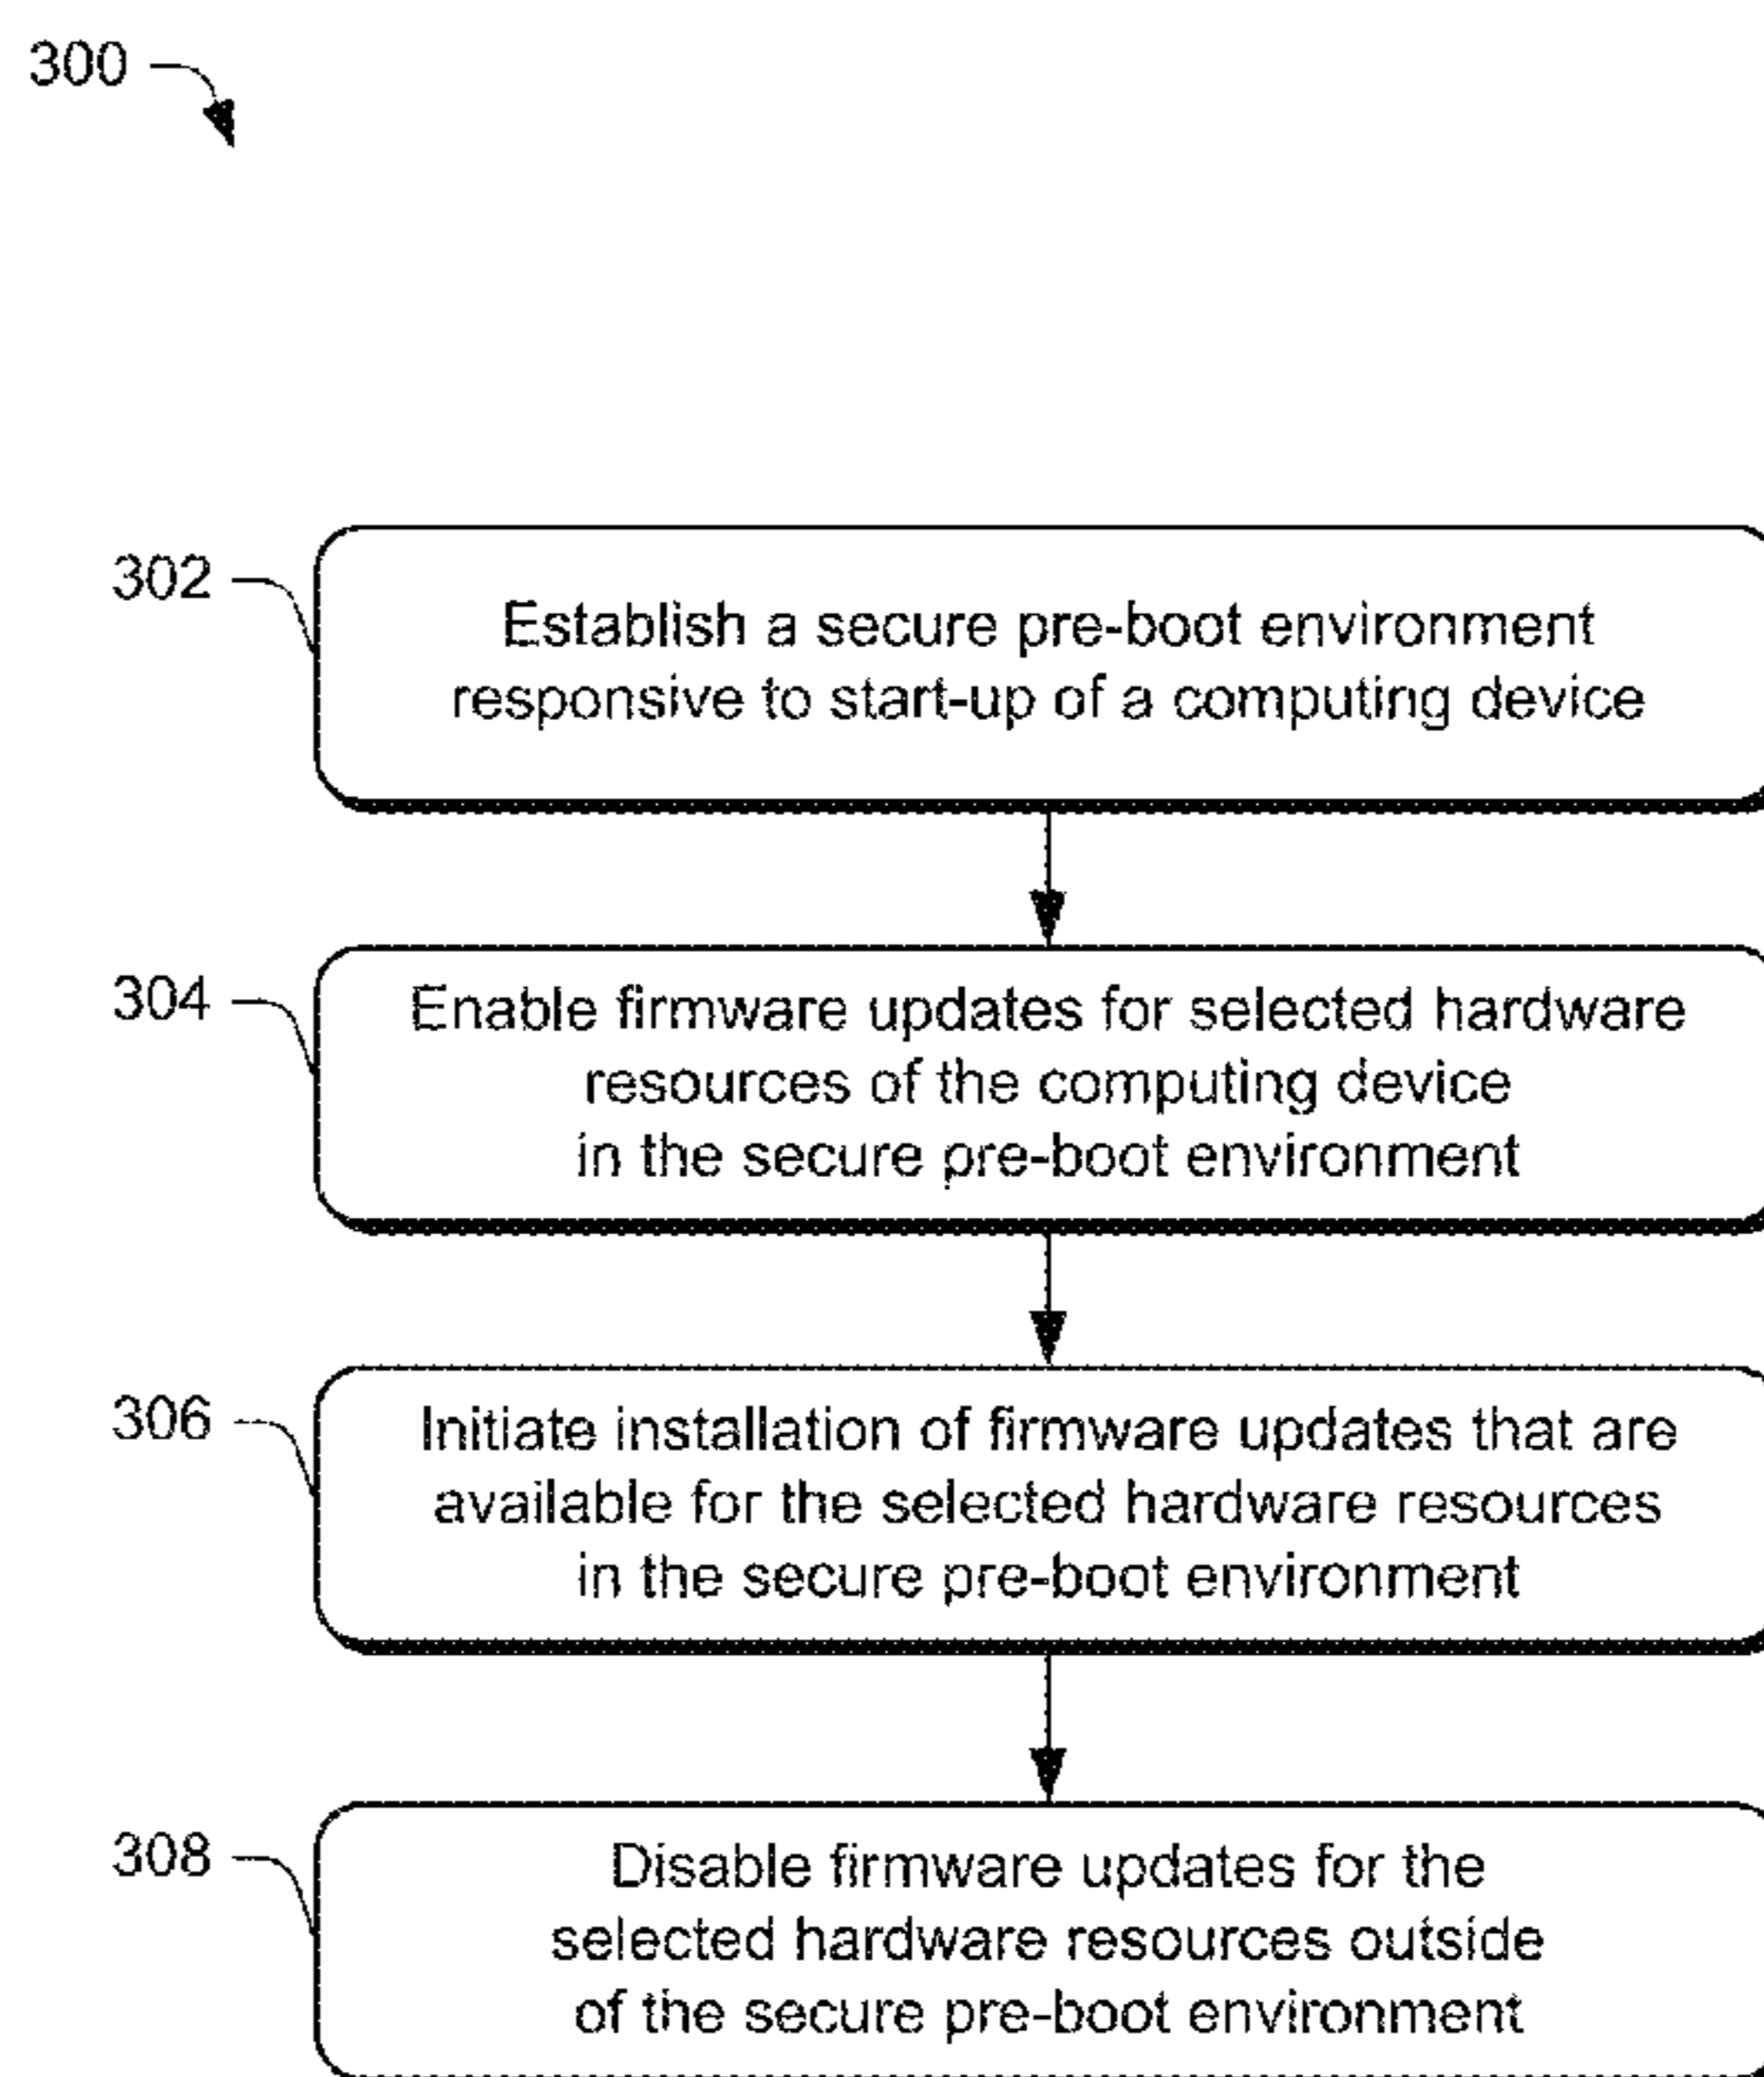 300
302
Establish a secure pre-boot environment
responsive to start-up of a computing device
304
Enable firmware updates for selected hardware
resources of the computing device
in the secure pre-boot environment
306
Initiate installation of firmware updates that are
available for the selected hardware resources
in the secure pre-boot environment
308
Disable firmware updates for the
selected hardware resources outside
of the secure pre-boot environment